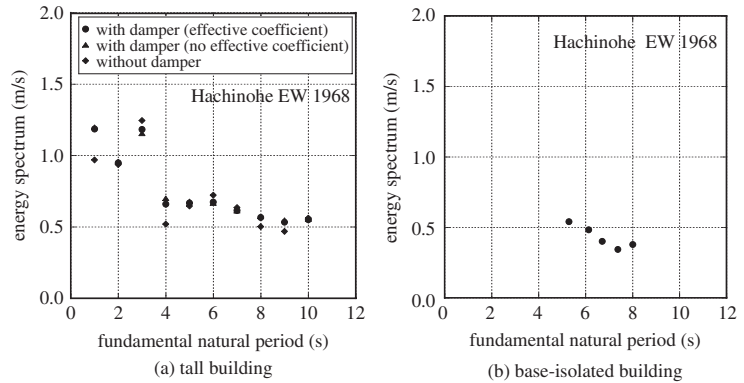 ● with damper (effective coefficient)
▲ with damper (no effective coefficient)
◆ without damper
Hachinohe EW 1968
energy spectrum (m/s)
2.0
1.5
1.0
0.5
0.0
0 2 4 6 8 10 12
fundamental natural period (s)
(a) tall building
Hachinohe EW 1968
energy spectrum (m/s)
2.0
1.5
1.0
0.5
0.0
0 2 4 6 8 10 12
fundamental natural period (s)
(b) base-isolated building